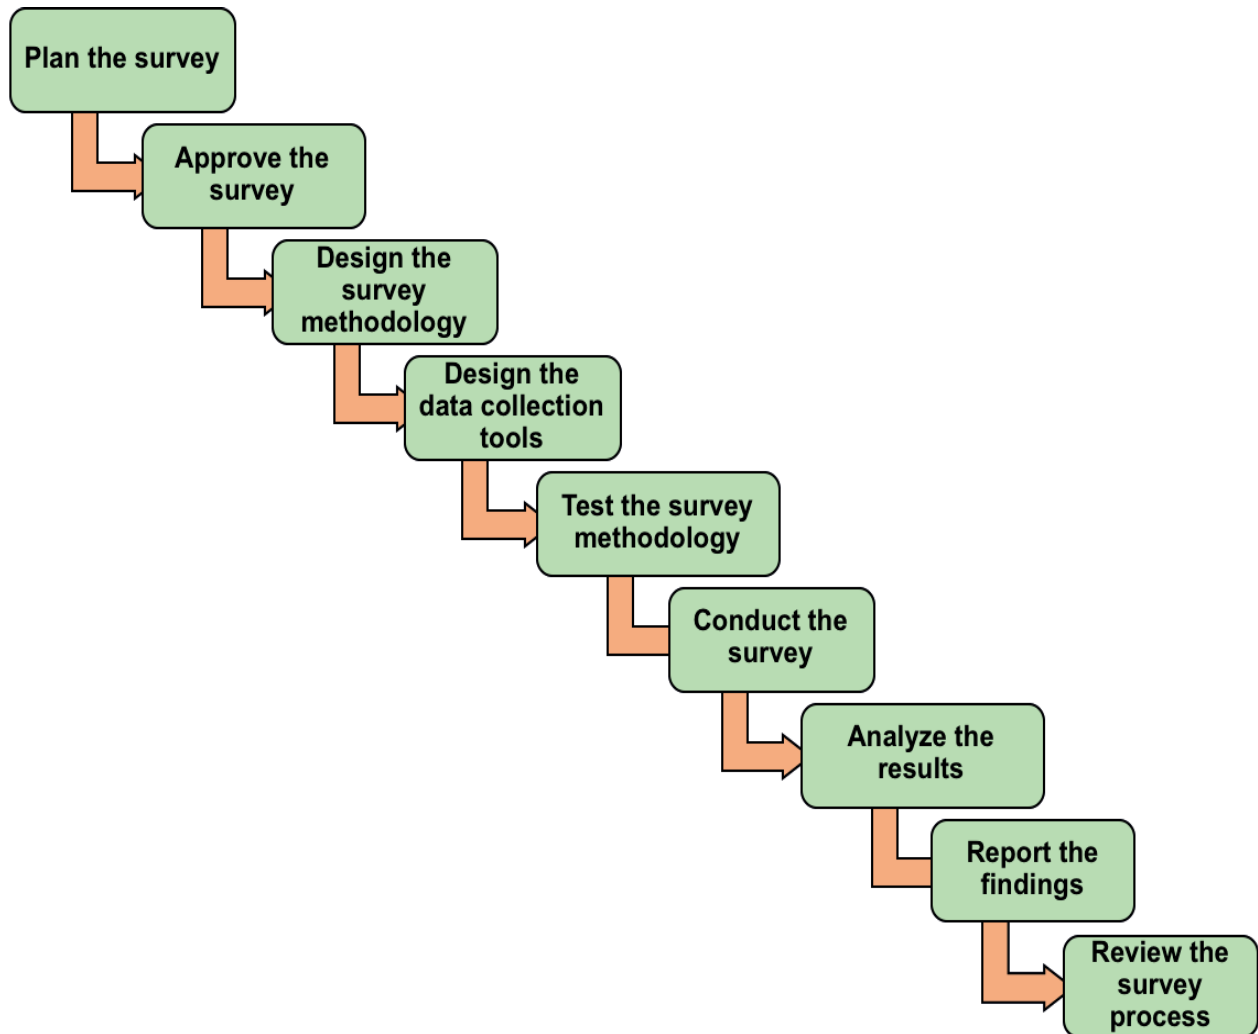 Plan the survey
Approve the
survey
Design the
survey
methodology
Design the
data collection
tools
Test the survey
methodology
Conduct the
survey
Analyze the
results
Report the
findings
Review the
survey
process